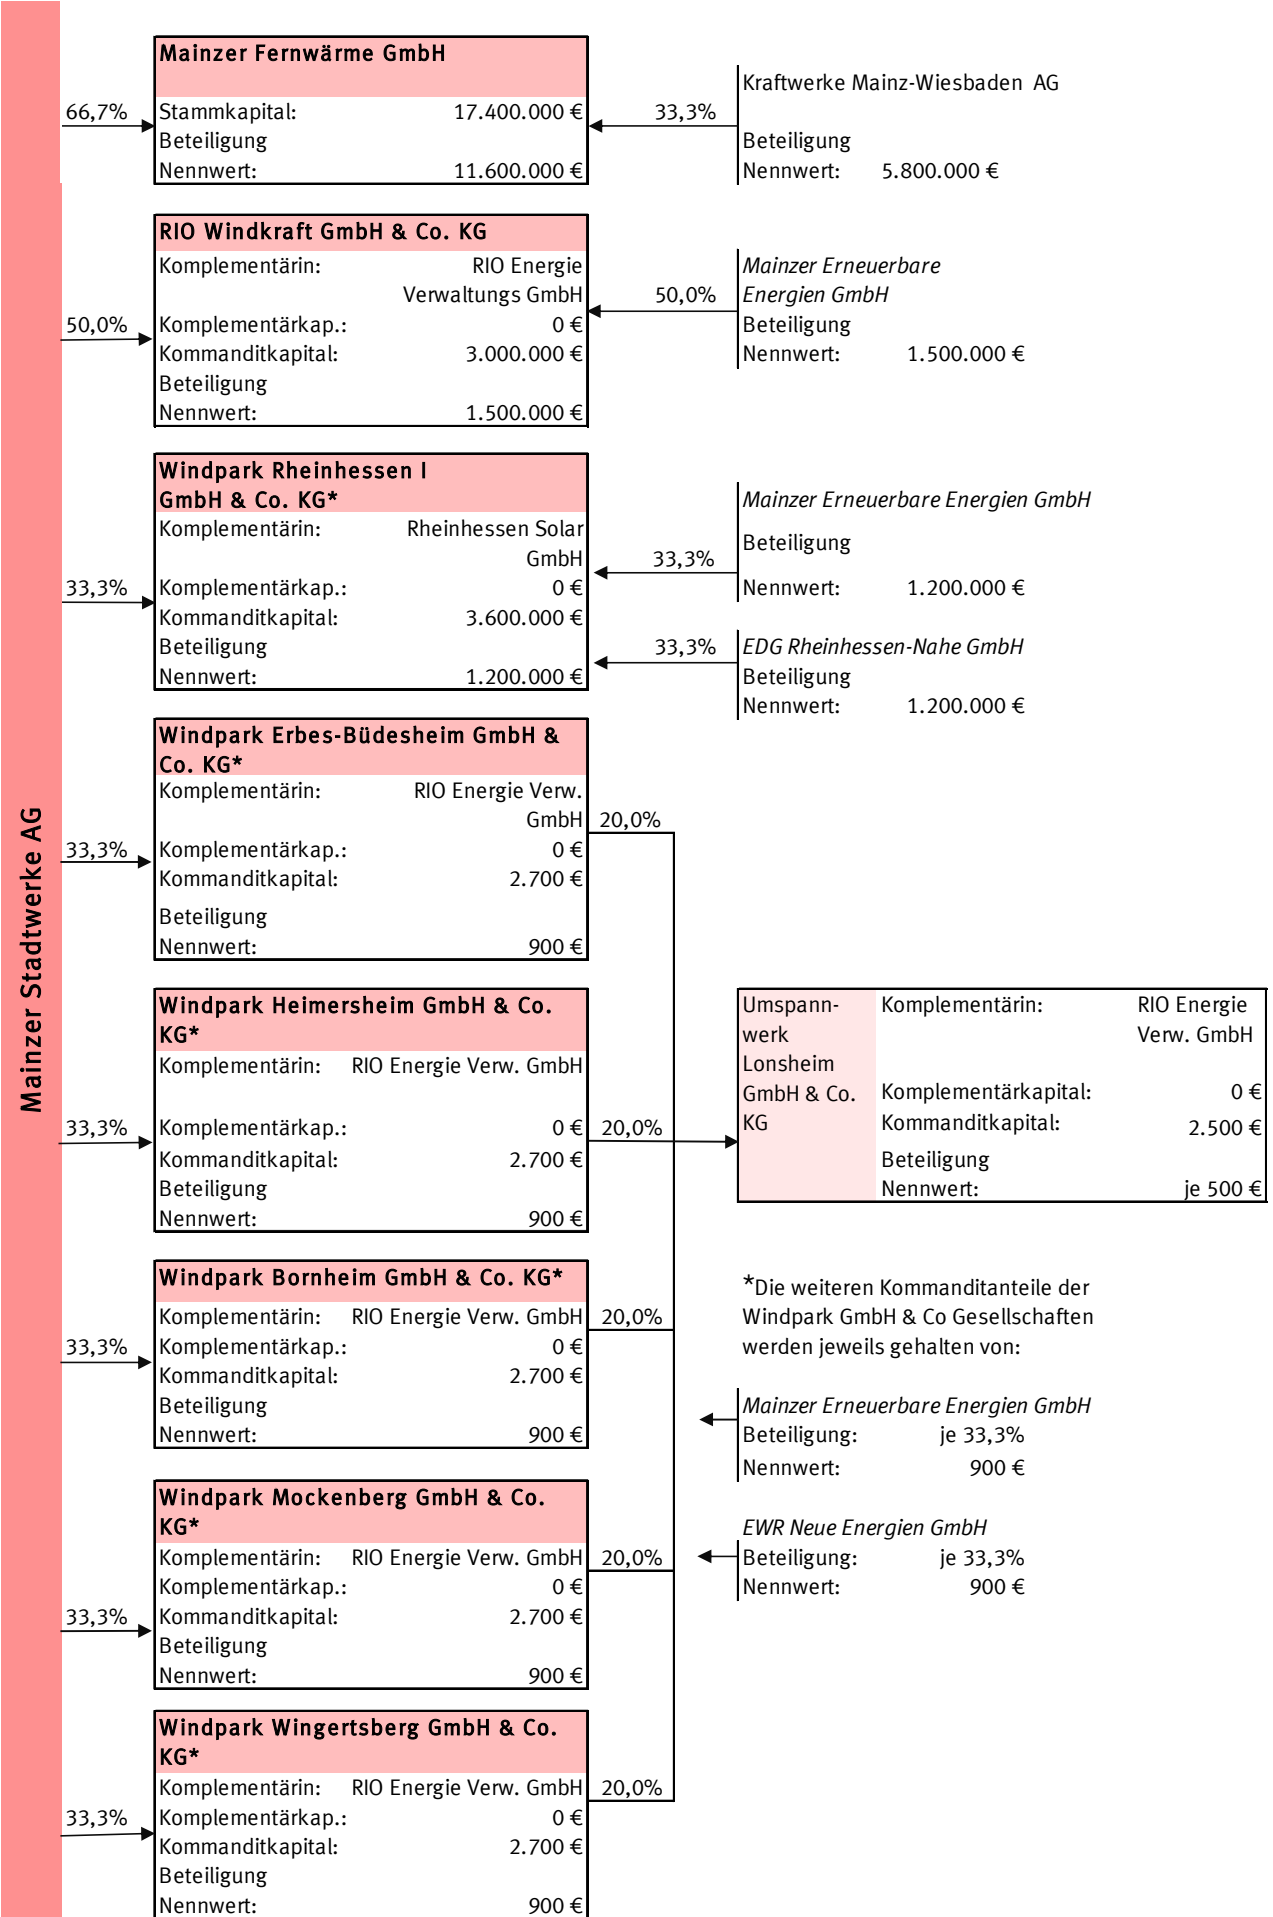 Mainzer Stadtwerke AG
Mainzer Fernwärme GmbH
66,7%
Stammkapital: 17.400.000 €
Beteiligung
Nennwert: 11.600.000 €
33,3%
Kraftwerke Mainz-Wiesbaden AG
Beteiligung
Nennwert: 5.800.000 €
RIO Windkraft GmbH & Co. KG
50,0%
Komplementärin: RIO Energie
Verwaltungs GmbH
Komplementärkap.: 0 €
Kommanditkapital: 3.000.000 €
Beteiligung
Nennwert: 1.500.000 €
50,0%
Mainzer Erneuerbare
Energien GmbH
Beteiligung
Nennwert: 1.500.000 €
Windpark Rheinhessen I
GmbH & Co. KG*
33,3%
Komplementärin: Rheinhessen Solar
GmbH
Komplementärkap.: 0 €
Kommanditkapital: 3.600.000 €
Beteiligung
Nennwert: 1.200.000 €
33,3%
Mainzer Erneuerbare Energien GmbH
Beteiligung
Nennwert: 1.200.000 €
33,3%
EDG Rheinhessen-Nahe GmbH
Beteiligung
Nennwert: 1.200.000 €
Windpark Erbes-Büdesheim GmbH &
Co. KG*
33,3%
Komplementärin: RIO Energie Verw.
GmbH
Komplementärkap.: 0 €
Kommanditkapital: 2.700 €
Beteiligung
Nennwert: 900 €
20,0%
Windpark Heimersheim GmbH & Co.
KG*
33,3%
Komplementärin: RIO Energie Verw. GmbH
Komplementärkap.: 0 €
Kommanditkapital: 2.700 €
Beteiligung
Nennwert: 900 €
20,0%
Umspann-
werk
Lonsheim
GmbH & Co.
KG
Komplementärin: RIO Energie
Verw. GmbH
Komplementärkapital: 0 €
Kommanditkapital: 2.500 €
Beteiligung
Nennwert: je 500 €
Windpark Bornheim GmbH & Co. KG*
33,3%
Komplementärin: RIO Energie Verw. GmbH
Komplementärkap.: 0 €
Kommanditkapital: 2.700 €
Beteiligung
Nennwert: 900 €
20,0%
*Die weiteren Kommanditanteile der
Windpark GmbH & Co Gesellschaften
werden jeweils gehalten von:
Mainzer Erneuerbare Energien GmbH
Beteiligung: je 33,3%
Nennwert: 900 €
EWR Neue Energien GmbH
Beteiligung: je 33,3%
Nennwert: 900 €
Windpark Mockenberg GmbH & Co.
KG*
33,3%
Komplementärin: RIO Energie Verw. GmbH
Komplementärkap.: 0 €
Kommanditkapital: 2.700 €
Beteiligung
Nennwert: 900 €
20,0%
Windpark Wingertsberg GmbH & Co.
KG*
33,3%
Komplementärin: RIO Energie Verw. GmbH
Komplementärkap.: 0 €
Kommanditkapital: 2.700 €
Beteiligung
Nennwert: 900 €
20,0%